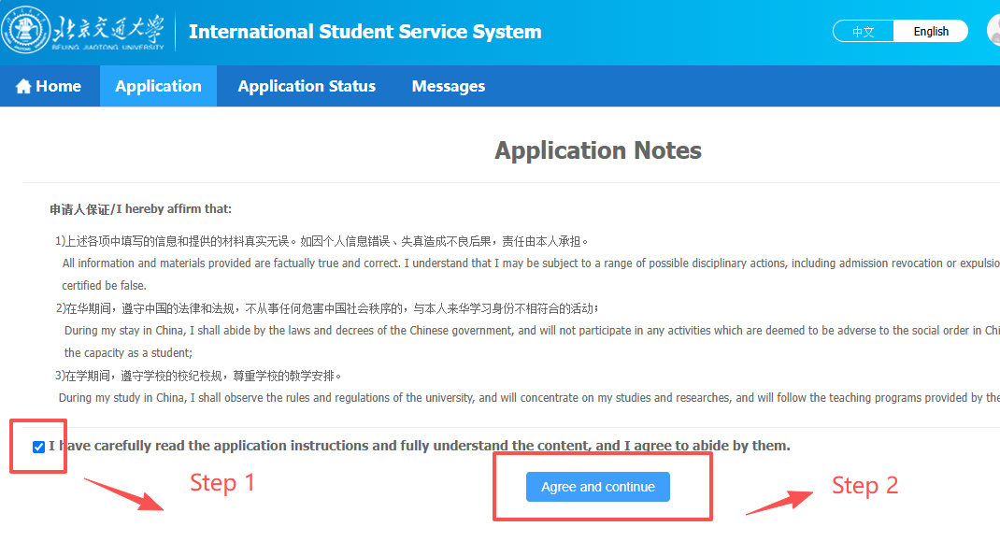 北京交通大学
BEIJING JIAOTONG UNIVERSITY
International Student Service System
中文
English
Home
Application
Application Status
Messages
Application Notes
申请人保证/I hereby affirm that:
1)上述各项中填写的信息和提供的材料真实无误。如因个人信息错误、失真造成不良后果，责任由本人承担。
All information and materials provided are factually true and correct. I understand that I may be subject to a range of possible disciplinary actions, including admission revocation or expulsio
certified be false.
2)在华期间，遵守中国的法律和法规，不从事任何危害中国社会秩序的，与本人来华学习身份不相符合的活动；
During my stay in China, I shall abide by the laws and decrees of the Chinese government, and will not participate in any activities which are deemed to be adverse to the social order in Chi
the capacity as a student;
3)在学期间，遵守学校的校纪校规，尊重学校的教学安排。
During my study in China, I shall observe the rules and regulations of the university, and will concentrate on my studies and researches, and will follow the teaching programs provided by the
I have carefully read the application instructions and fully understand the content, and I agree to abide by them.
Step 1
Agree and continue
Step 2